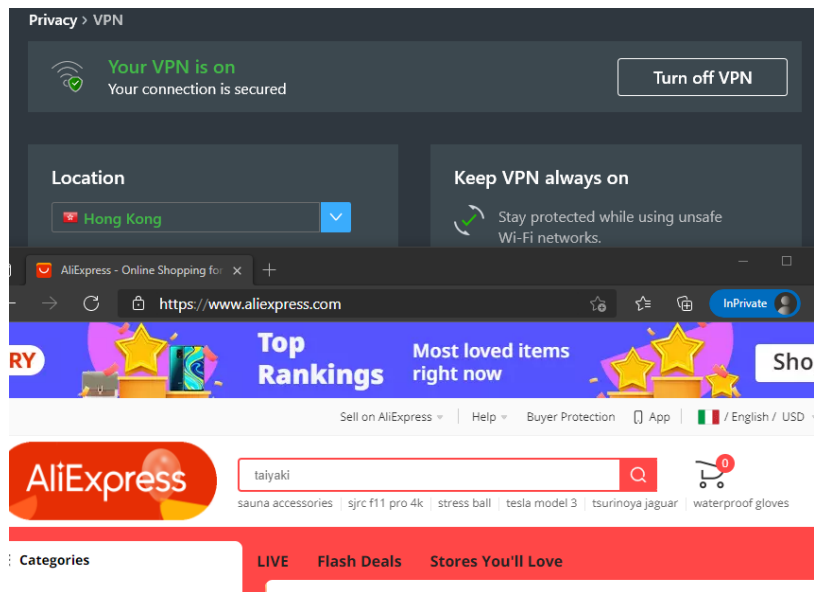 Privacy > VPN
Your VPN is on
Your connection is secured
Turn off VPN
Location
Hong Kong
Keep VPN always on
Stay protected while using unsafe
Wi-Fi networks.
AliExpress - Online Shopping for
https://www.aliexpress.com
InPrivate
RY
Top
Rankings
Most loved items
right now
Sho
Sell on AliExpress
Help
Buyer Protection
App
/ English / USD
AliExpress
taiyaki
0
sauna accessories
sjrc f11 pro 4k
stress ball
tesla model 3
tsurinoya jaguar
waterproof gloves
Categories
LIVE
Flash Deals
Stores You'll Love